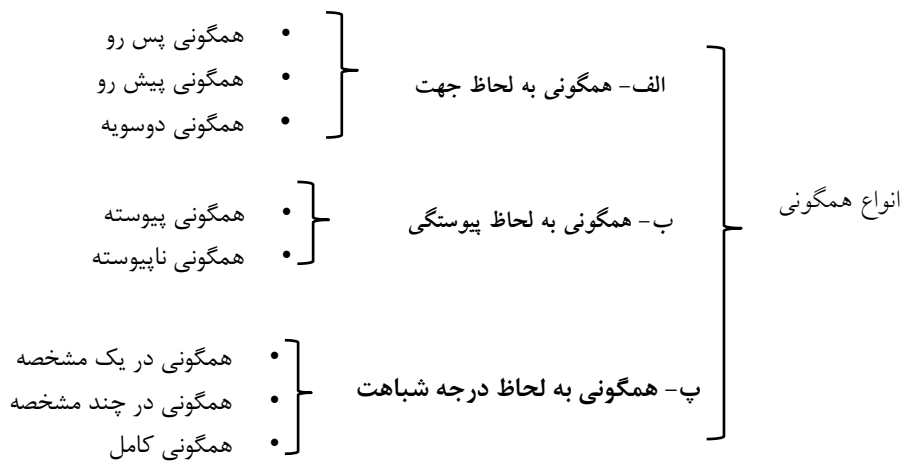 انواع همگونی
الف- همگونی به لحاظ جهت
• همگونی پس رو
• همگونی پیش رو
• همگونی دوسویه
ب- همگونی به لحاظ پیوستگی
• همگونی پیوسته
• همگونی ناپیوسته
پ- همگونی به لحاظ درجه شباهت
• همگونی در یک مشخصه
• همگونی در چند مشخصه
• همگونی کامل